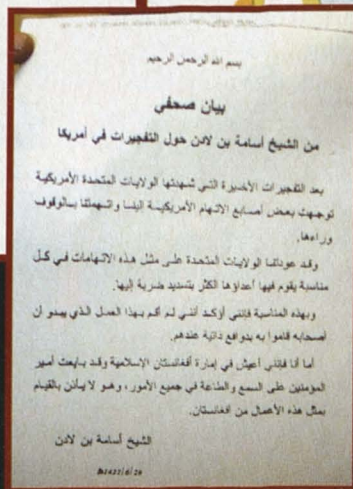 بسم الله الرحمن الرحيم
بيان صحفي
من الشيخ أسامة بن لادن حول التفجيرات في أمريكا
بعد التفجيرات الأخيرة التي شهدتها الولايات المتحدة الأمريكية
توجهت بعض أصابع الاتهام الأمريكية إلينا واتهمتنا بالوقوف
وراءها.
وقد عودتنا الولايات المتحدة على مثل هذه الاتهامات في كل
مناسبة يقوم فيها أعداؤها الكثر بتسديد ضربة إليها.
وبهذه المناسبة فإنني أؤكد أنني لم أقم بهذا العمل الذي يبدو أن
أصحابه قاموا به بدوافع ذاتية عندهم.
أما أنا فإنني أعيش في إمارة أفغانستان الإسلامية وقد بايعت أمير
المؤمنين على السمع والطاعة في جميع الأمور، وهو لا يأذن بالقيام
بمثل هذه الأعمال من أفغانستان.
الشيخ أسامة بن لادن